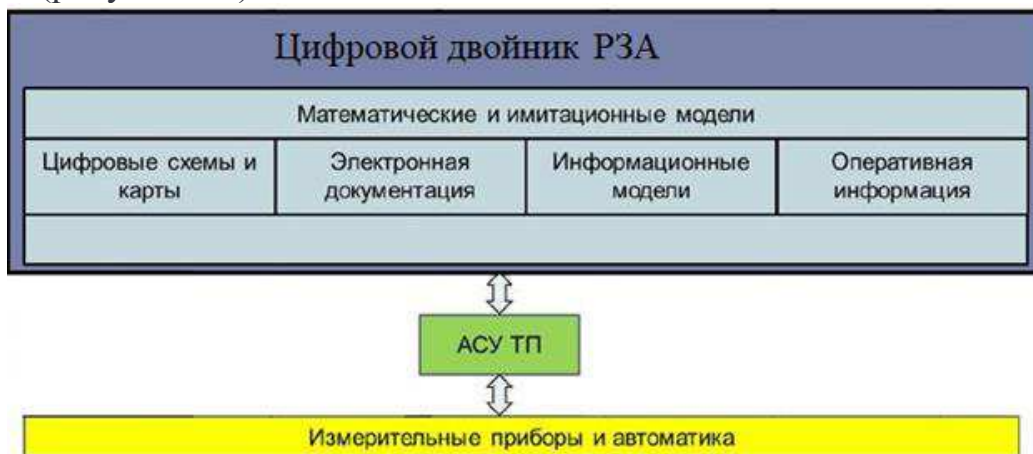 Цифровой двойник РЗА
Математические и имитационные модели
Цифровые схемы и
карты
Электронная
документация
Информационные
модели
Оперативная
информация
АСУ ТП
Измерительные приборы и автоматика